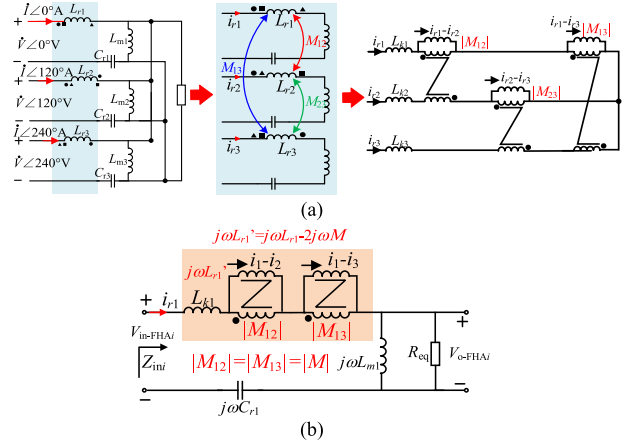 + İ∠0°A L_r1
V̇∠0°V
L_m1
− C_r1
+ İ∠120°A L_r2
V̇∠120°V
L_m2
− C_r2
+ İ∠240°A L_r3
V̇∠240°V
L_m3
− C_r3
i_r1 L_r1
M_12
M_13
i_r2 L_r2
M_23
i_r3 L_r3
i_r1-i_r2 i_r1-i_r3
i_r1 L_k1 |M_12| |M_13|
i_r2-i_r3
i_r2 L_k2 |M_23|
i_r3 L_k3
(a)
jωL_r1'=jωL_r1-2jωM
jωL_r1' i_1-i_2 i_1-i_3
+ i_r1 L_k1
|M_12| |M_13|
+
V_in-FHAi
Z_ini
|M_12|=|M_13|=|M|
jωL_m1 R_eq V_o-FHAi
− jωC_r1 −
(b)